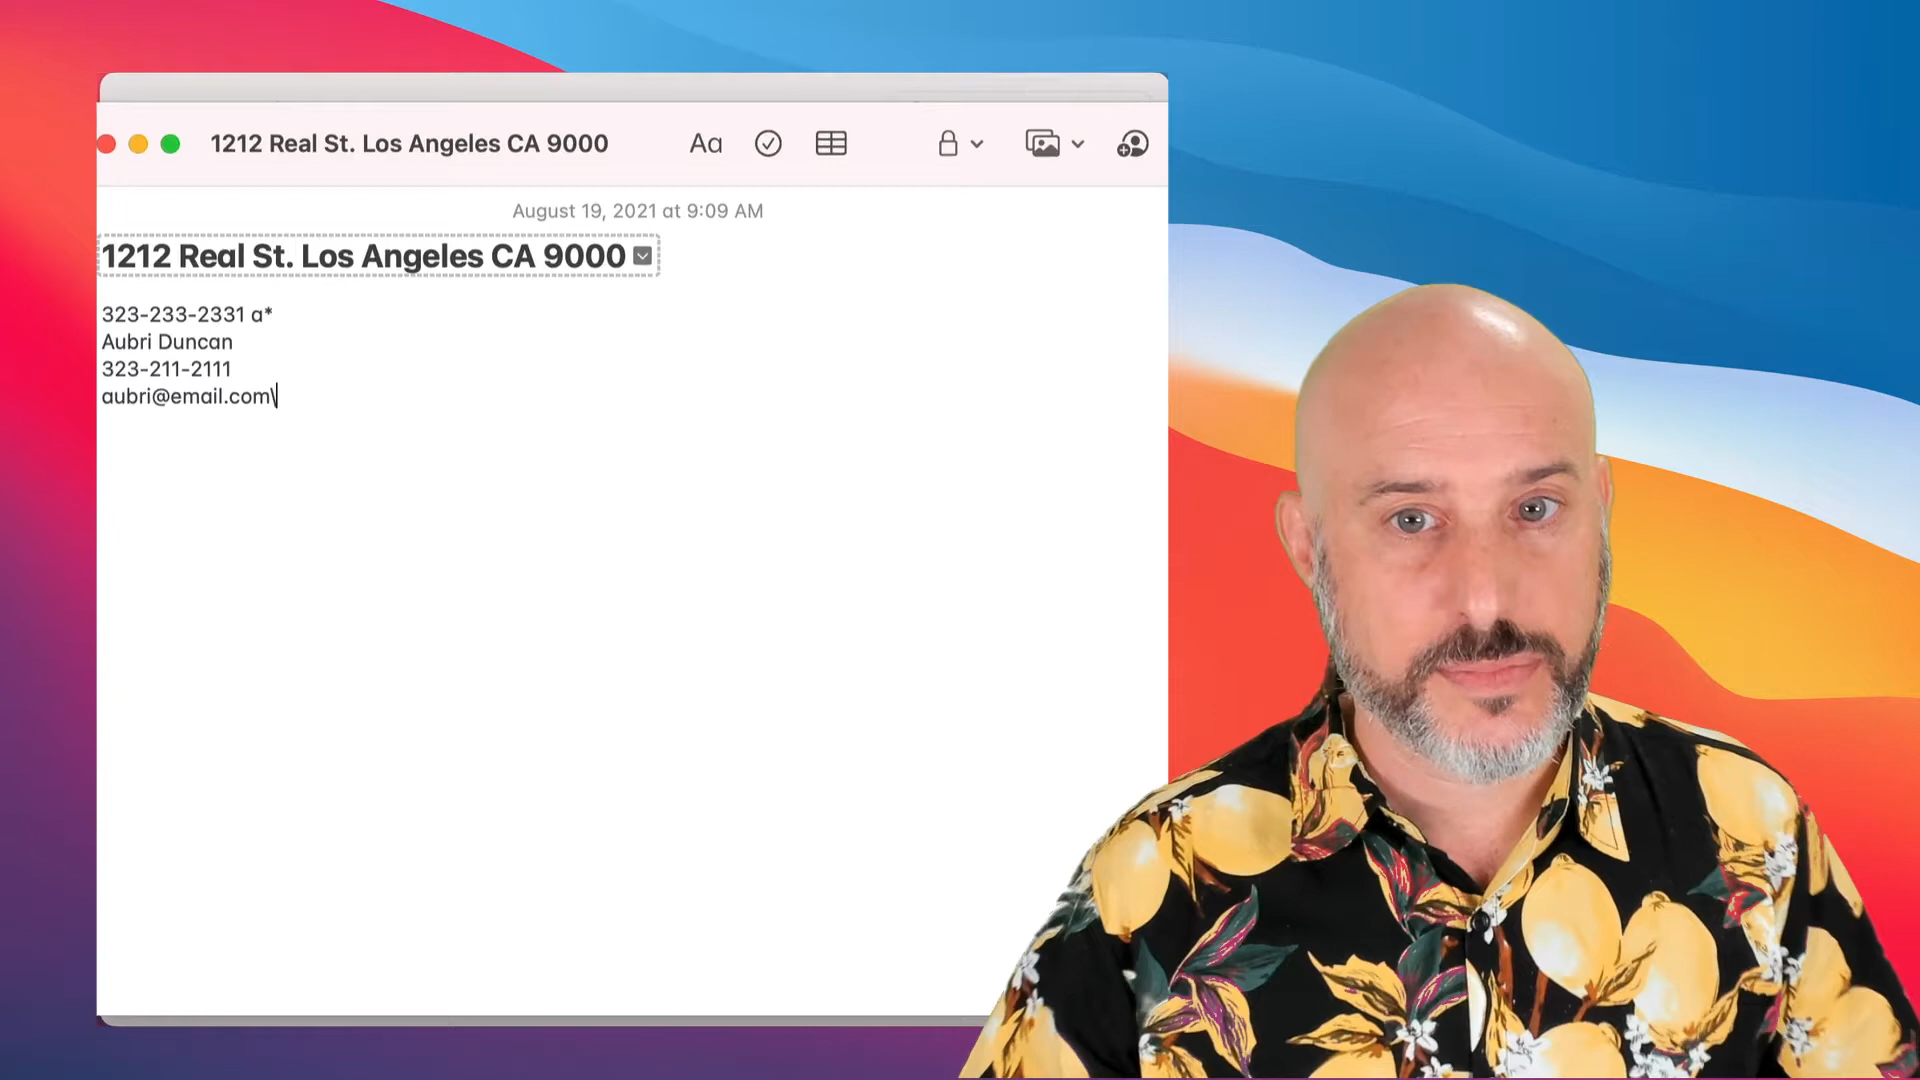 1212 Real St. Los Angeles CA 9000
Aa
August 19, 2021 at 9:09 AM
1212 Real St. Los Angeles CA 9000
323-233-2331 a*
Aubri Duncan
323-211-2111
aubri@email.com\